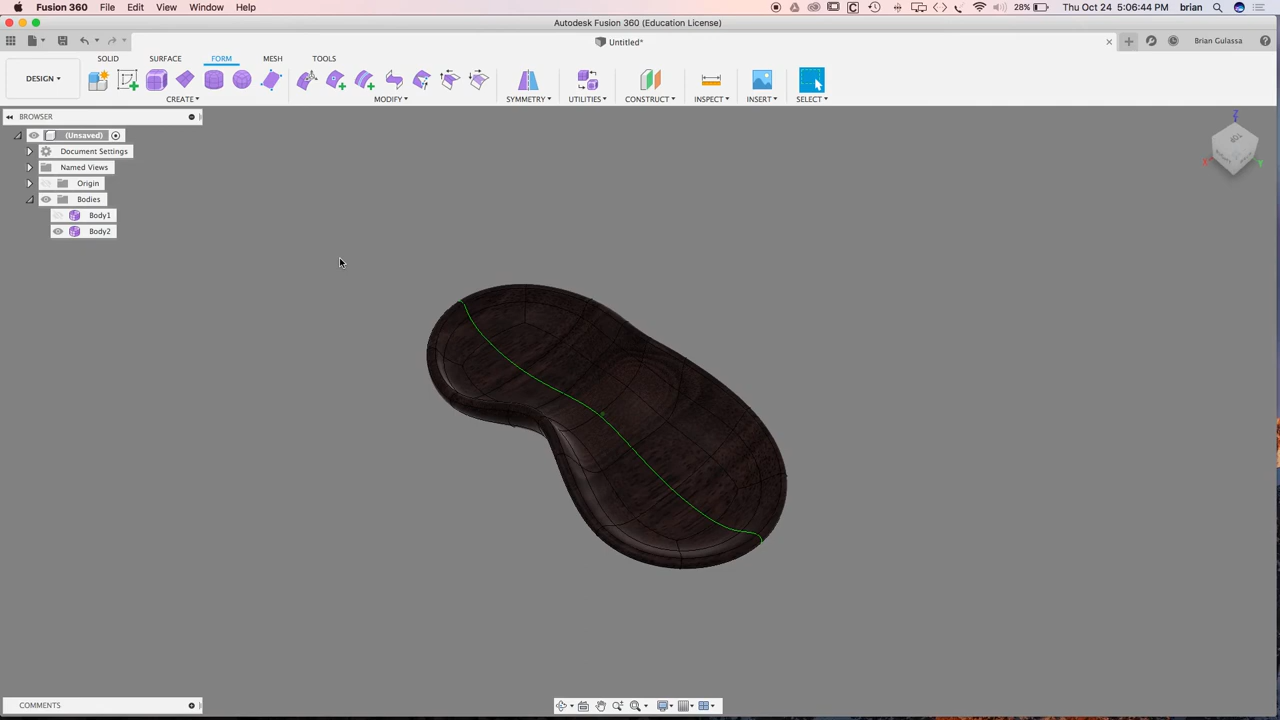 Fusion 360 File Edit View Window Help 28% Thu Oct 24 5:06:44 PM brian
Autodesk Fusion 360 (Education License)
Untitled* Brian Gulassa
SOLID SURFACE FORM MESH TOOLS
DESIGN
CREATE MODIFY SYMMETRY UTILITIES CONSTRUCT INSPECT INSERT SELECT
BROWSER
(Unsaved)
Document Settings
Named Views
Origin
Bodies
Body1
Body2
X Y Z
COMMENTS